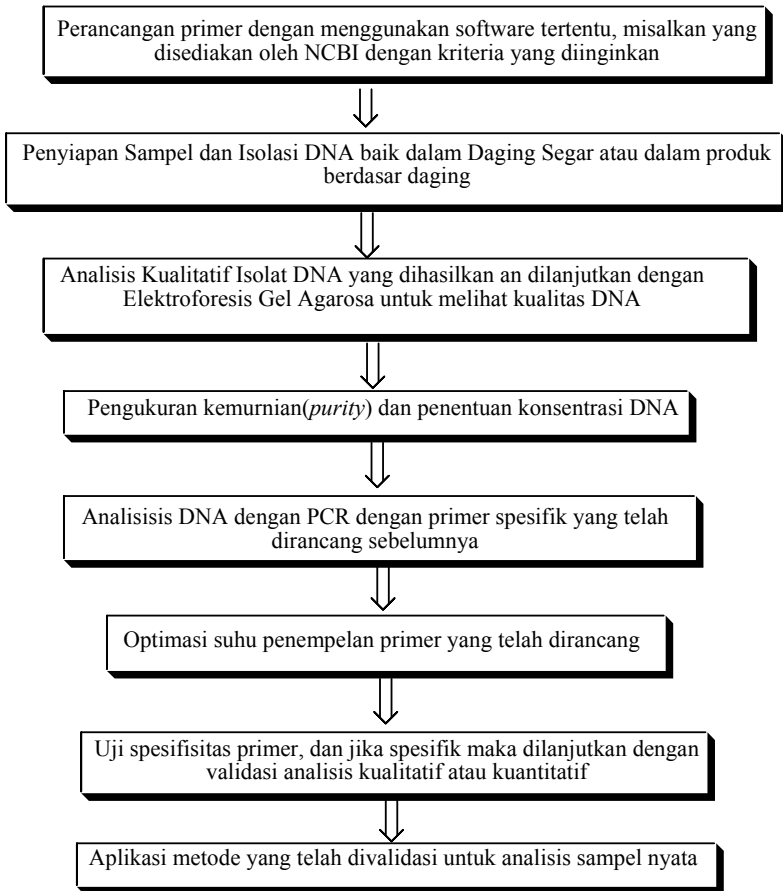 Perancangan primer dengan menggunakan software tertentu, misalkan yang
disediakan oleh NCBI dengan kriteria yang diinginkan
Penyiapan Sampel dan Isolasi DNA baik dalam Daging Segar atau dalam produk
berdasar daging
Analisis Kualitatif Isolat DNA yang dihasilkan an dilanjutkan dengan
Elektroforesis Gel Agarosa untuk melihat kualitas DNA
Pengukuran kemurnian(purity) dan penentuan konsentrasi DNA
Analisisis DNA dengan PCR dengan primer spesifik yang telah
dirancang sebelumnya
Optimasi suhu penempelan primer yang telah dirancang
Uji spesifisitas primer, dan jika spesifik maka dilanjutkan dengan
validasi analisis kualitatif atau kuantitatif
Aplikasi metode yang telah divalidasi untuk analisis sampel nyata